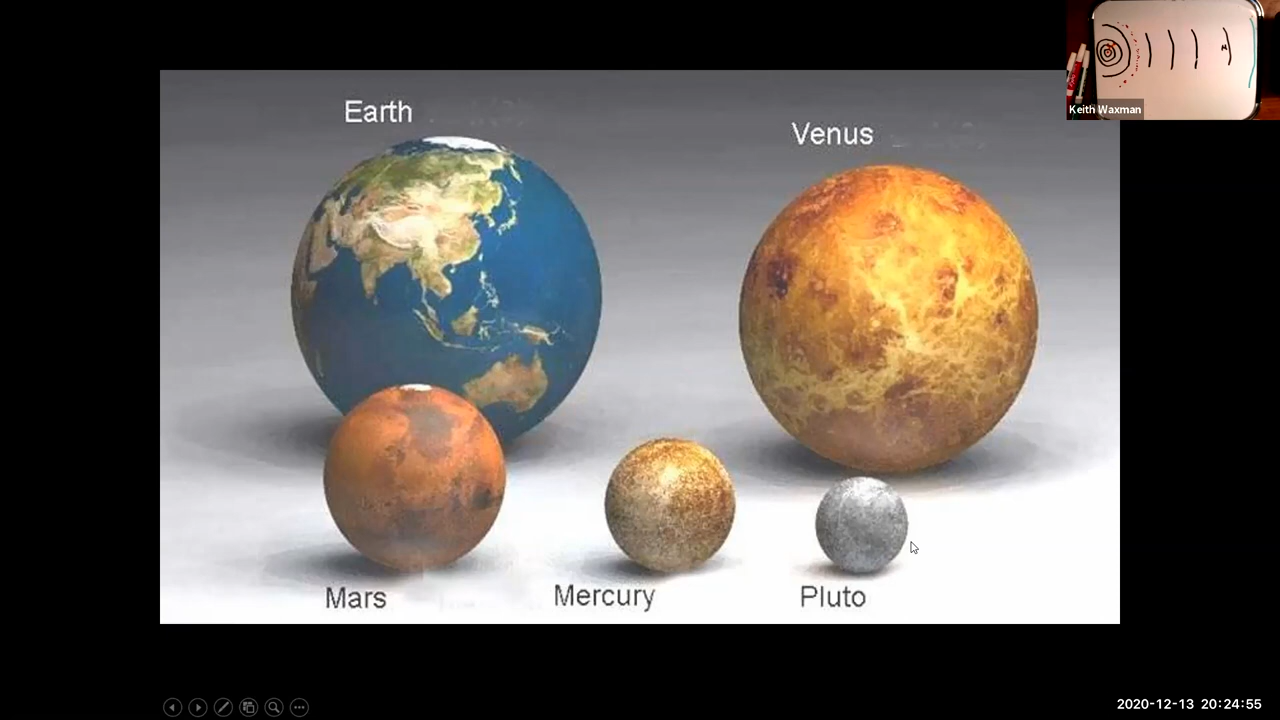 Keith Waxman
Earth
Venus
Mars
Mercury
Pluto
2020-12-13 20:24:55